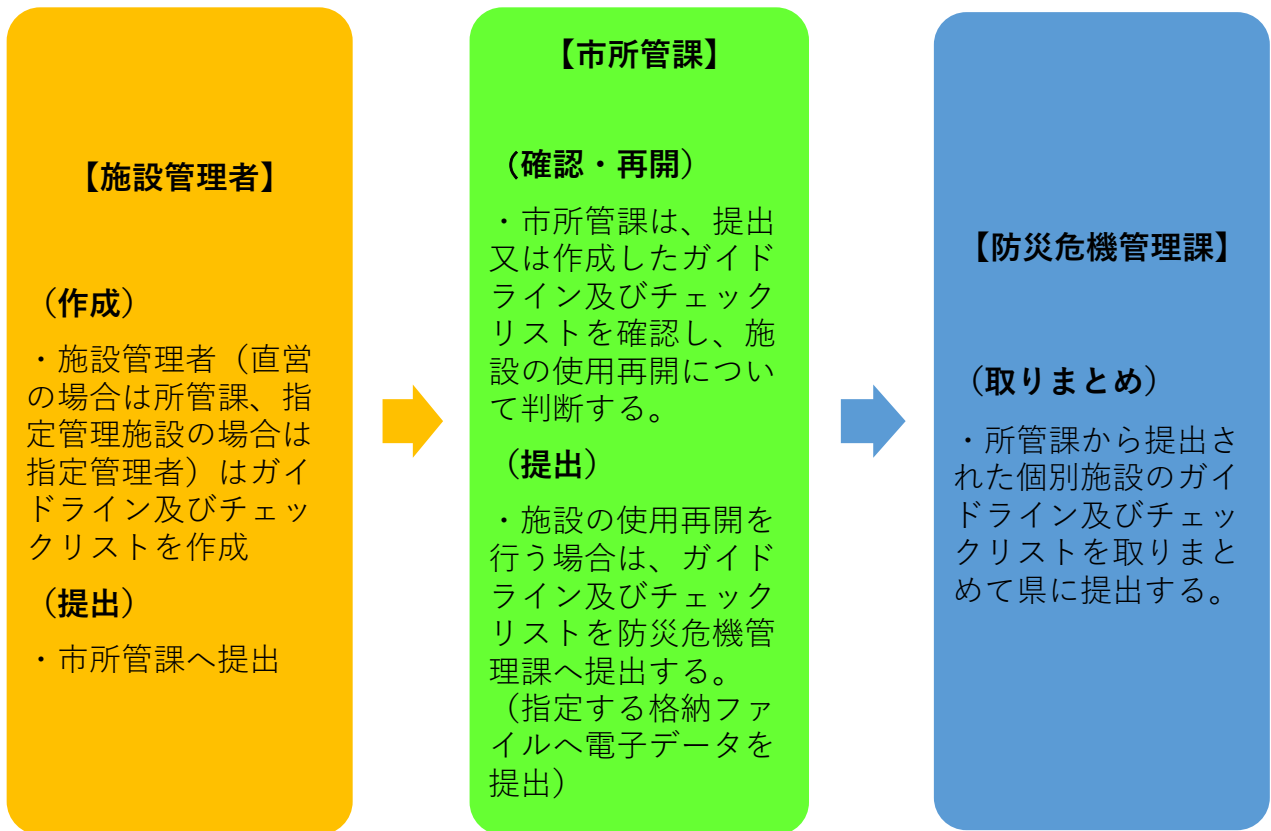 【施設管理者】
（作成）
・施設管理者（直営
の場合は所管課、指
定管理施設の場合は
指定管理者）はガイ
ドライン及びチェッ
クリストを作成
（提出）
・市所管課へ提出
【市所管課】
（確認・再開）
・市所管課は、提出
又は作成したガイド
ライン及びチェック
リストを確認し、施
設の使用再開につい
て判断する。
（提出）
・施設の使用再開を
行う場合は、ガイド
ライン及びチェック
リストを防災危機管
理課へ提出する。
（指定する格納ファ
イルへ電子データを
提出）
【防災危機管理課】
（取りまとめ）
・所管課から提出さ
れた個別施設のガイ
ドライン及びチェッ
クリストを取りまと
めて県に提出する。